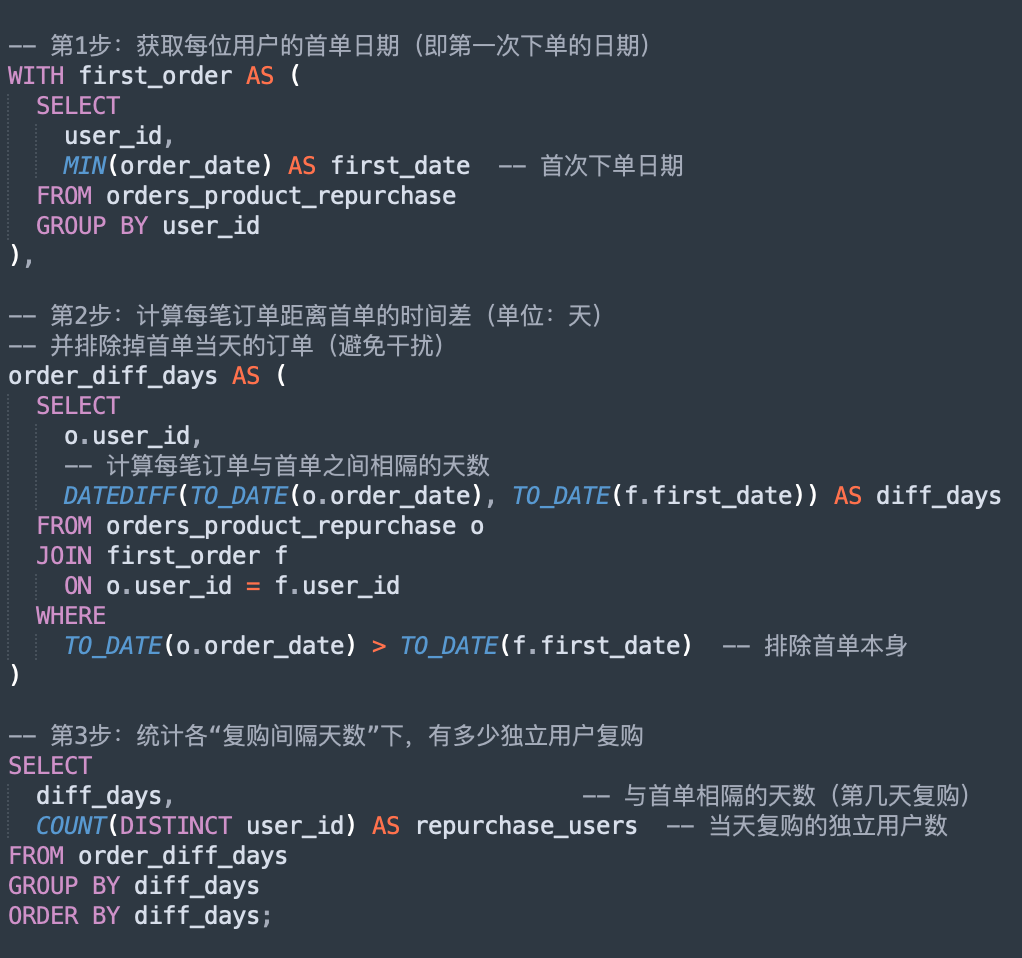 -- 第1步：获取每位用户的首单日期（即第一次下单的日期）
WITH first_order AS (
  SELECT
    user_id,
    MIN(order_date) AS first_date  -- 首次下单日期
  FROM orders_product_repurchase
  GROUP BY user_id
),
-- 第2步：计算每笔订单距离首单的时间差（单位：天）
-- 并排除掉首单当天的订单（避免干扰）
order_diff_days AS (
  SELECT
    o.user_id,
    -- 计算每笔订单与首单之间相隔的天数
    DATEDIFF(TO_DATE(o.order_date), TO_DATE(f.first_date)) AS diff_days
  FROM orders_product_repurchase o
  JOIN first_order f
    ON o.user_id = f.user_id
  WHERE
    TO_DATE(o.order_date) > TO_DATE(f.first_date)  -- 排除首单本身
)
-- 第3步：统计各“复购间隔天数”下，有多少独立用户复购
SELECT
  diff_days,                             -- 与首单相隔的天数（第几天复购）
  COUNT(DISTINCT user_id) AS repurchase_users  -- 当天复购的独立用户数
FROM order_diff_days
GROUP BY diff_days
ORDER BY diff_days;